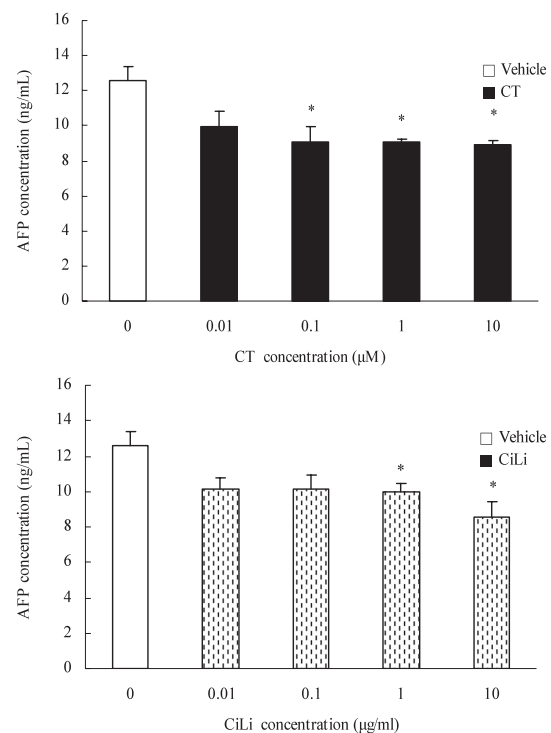 16
14
12
10
8
6
4
2
0
AFP concentration (ng/mL)
Vehicle
CT
*
*
*
0 0.01 0.1 1 10
CT concentration (μM)
16
14
12
10
8
6
4
2
0
AFP concentration (ng/mL)
Vehicle
CiLi
*
*
0 0.01 0.1 1 10
CiLi concentration (μg/ml)